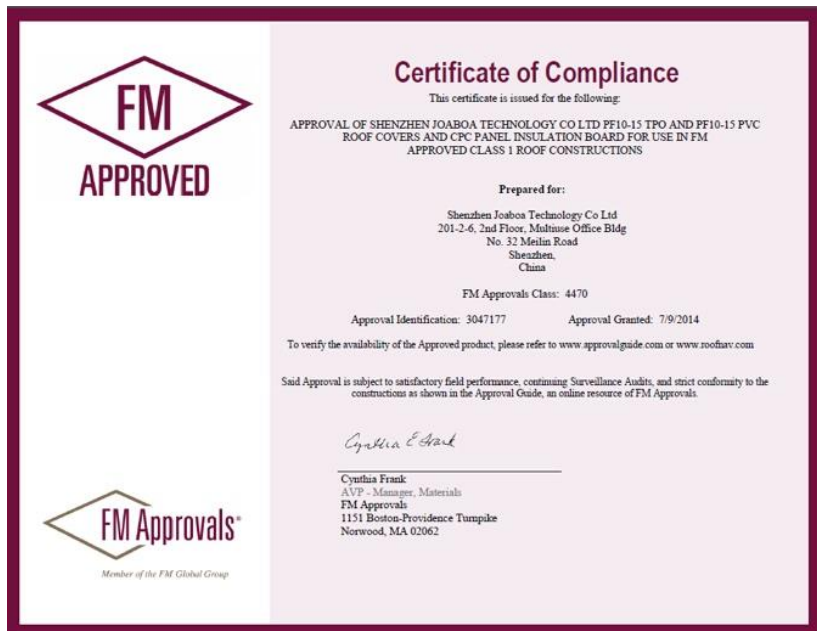 FM
APPROVED
Certificate of Compliance
This certificate is issued for the following:
APPROVAL OF SHENZHEN JOABOA TECHNOLOGY CO LTD PF10-15 TPO AND PF10-15 PVC
ROOF COVERS AND CPC PANEL INSULATION BOARD FOR USE IN FM
APPROVED CLASS 1 ROOF CONSTRUCTIONS
Prepared for:
Shenzhen Joaboa Technology Co Ltd
201-2-6, 2nd Floor, Multiuse Office Bldg
No. 32 Meilin Road
Shenzhen,
China
FM Approvals Class: 4470
Approval Identification: 3047177 Approval Granted: 7/9/2014
To verify the availability of the Approved product, please refer to www.approvalguide.com or www.roofnav.com
Said Approval is subject to satisfactory field performance, continuing Surveillance Audits, and strict conformity to the
constructions as shown in the Approval Guide, an online resource of FM Approvals.
Cynthia E Frank
Cynthia Frank
AVP - Manager, Materials
FM Approvals
1151 Boston-Providence Turnpike
Norwood, MA 02062
FM Approvals®
Member of the FM Global Group